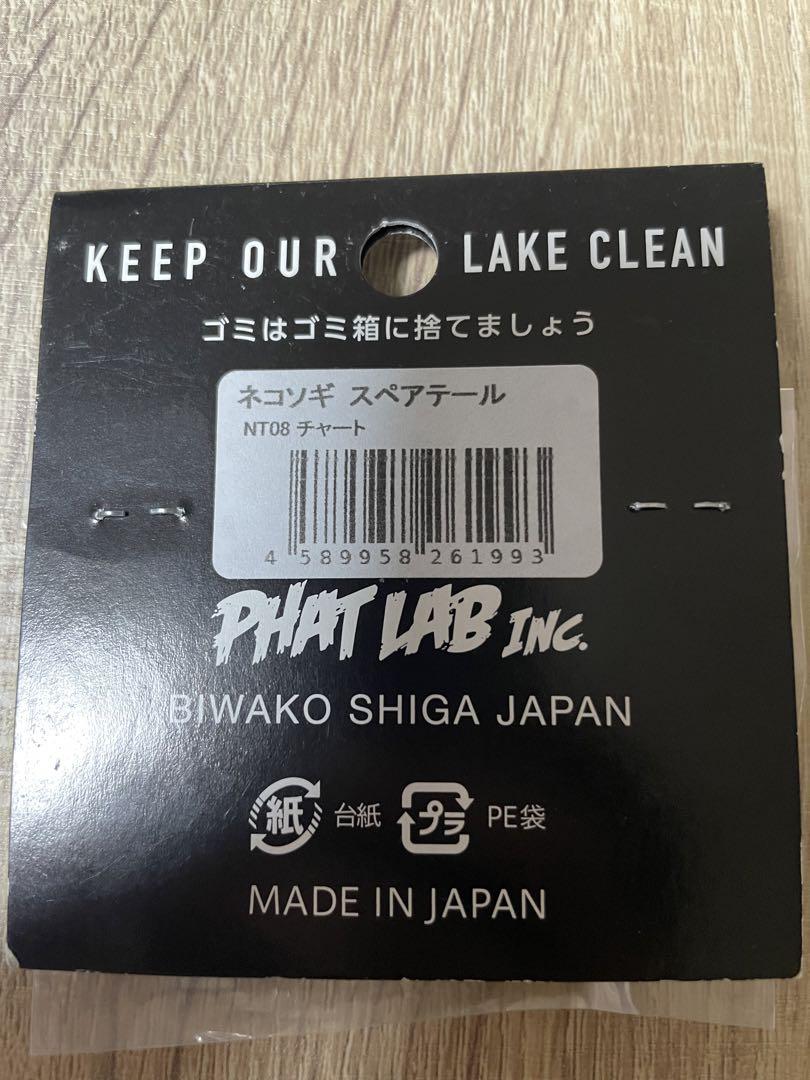 KEEP OUR LAKE CLEAN
ゴミはゴミ箱に捨てましょう
ネコソギ スペアテール
NT08 チャート
4 589958 261993
PHAT LAB INC.
BIWAKO SHIGA JAPAN
紙 台紙 プラ PE袋
MADE IN JAPAN